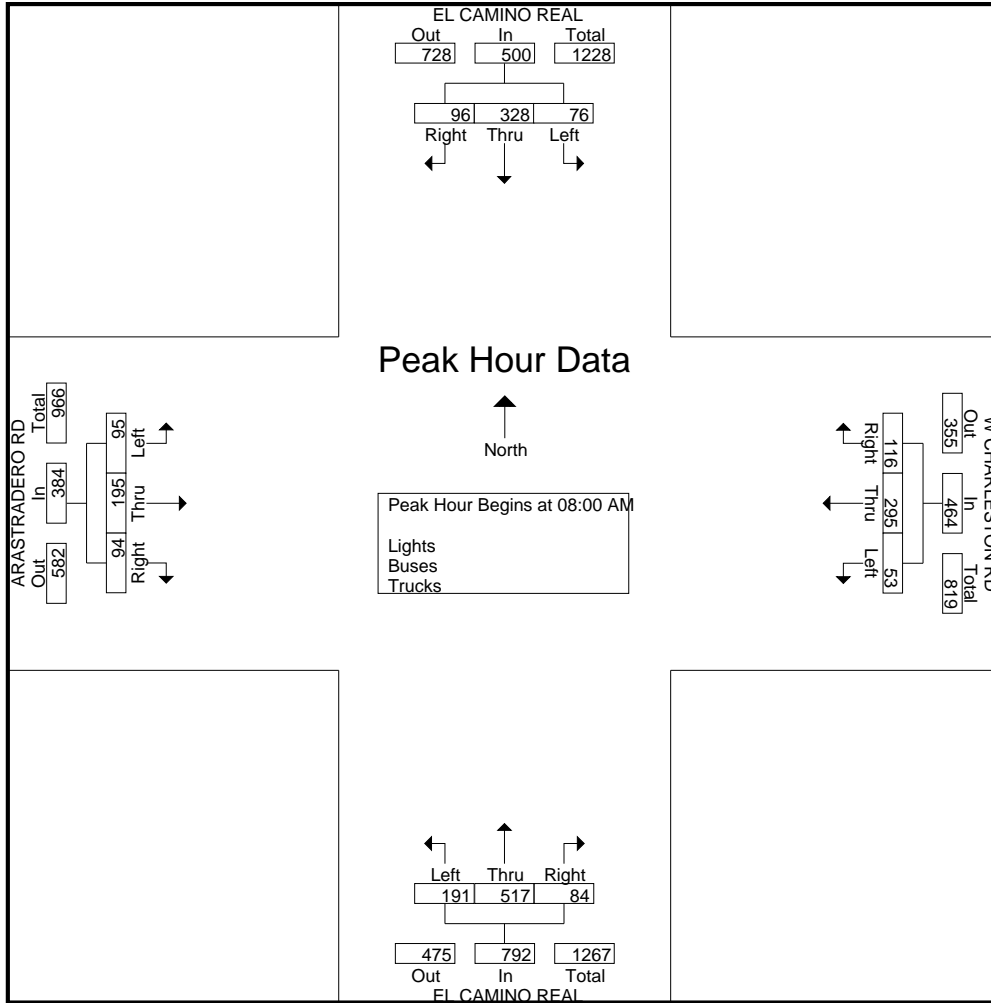 EL CAMINO REAL
Out In Total
728 500 1228
96 328 76
Right Thru Left
Peak Hour Data
North
Peak Hour Begins at 08:00 AM
Lights
Buses
Trucks
ARASTRADERO RD
Out In Total
582 384 966
94 195 95
Right Thru Left
W CHARLESTON RD
Out In Total
355 464 819
116 295 53
Right Thru Left
Left Thru Right
191 517 84
475 792 1267
Out In Total
EL CAMINO REAL